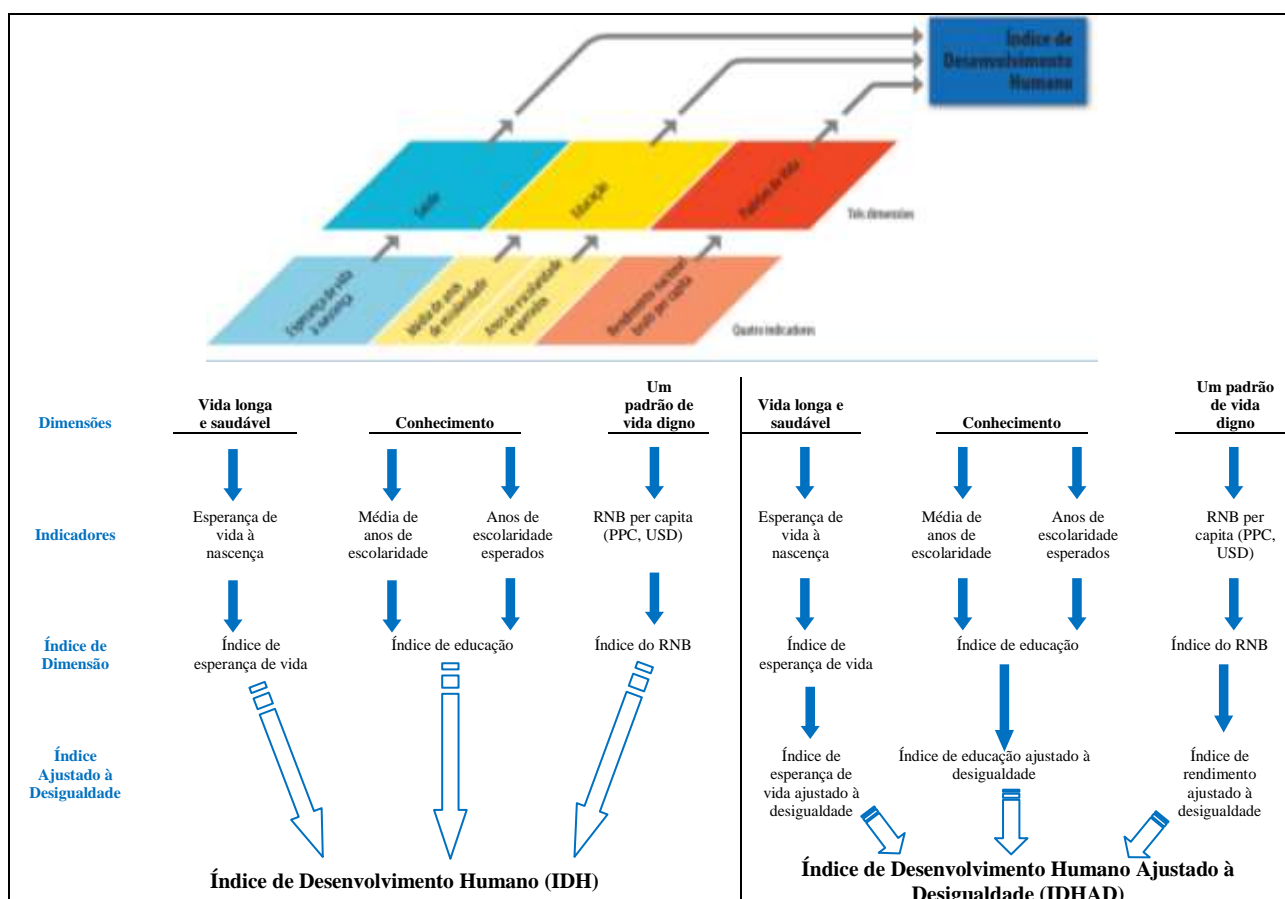 Índice de
Desenvolvimento
Humano
Saúde
Educação
Padrões de Vida
Três dimensions
Esperança de vida
à nascença
Média de anos
de escolaridade
Anos de escolaridade
esperados
Rendimento nacional
bruto per capita
Quatro indicadores
Dimensões
Vida longa
e saudável
Conhecimento
Um
padrão de
vida digno
Vida longa e
saudável
Conhecimento
Um padrão
de vida
digno
Indicadores
Esperança de
vida à
nascença
Média de
anos de
escolaridade
Anos de
escolaridade
esperados
RNB per capita
(PPC, USD)
Esperança de
vida à
nascença
Média de
anos de
escolaridade
Anos de
escolaridade
esperados
RNB per
capita (PPC,
USD)
Índice de
Dimensão
Índice de
esperança de vida
Índice de educação
Índice do RNB
Índice de
esperança de vida
Índice de educação
Índice do RNB
Índice
Ajustado à
Desigualdade
Índice de
esperança de
vida ajustado à
desigualdade
Índice de educação ajustado à
desigualdade
Índice de
rendimento
ajustado à
desigualdade
Índice de Desenvolvimento Humano (IDH)
Índice de Desenvolvimento Humano Ajustado à
Desigualdade (IDHAD)